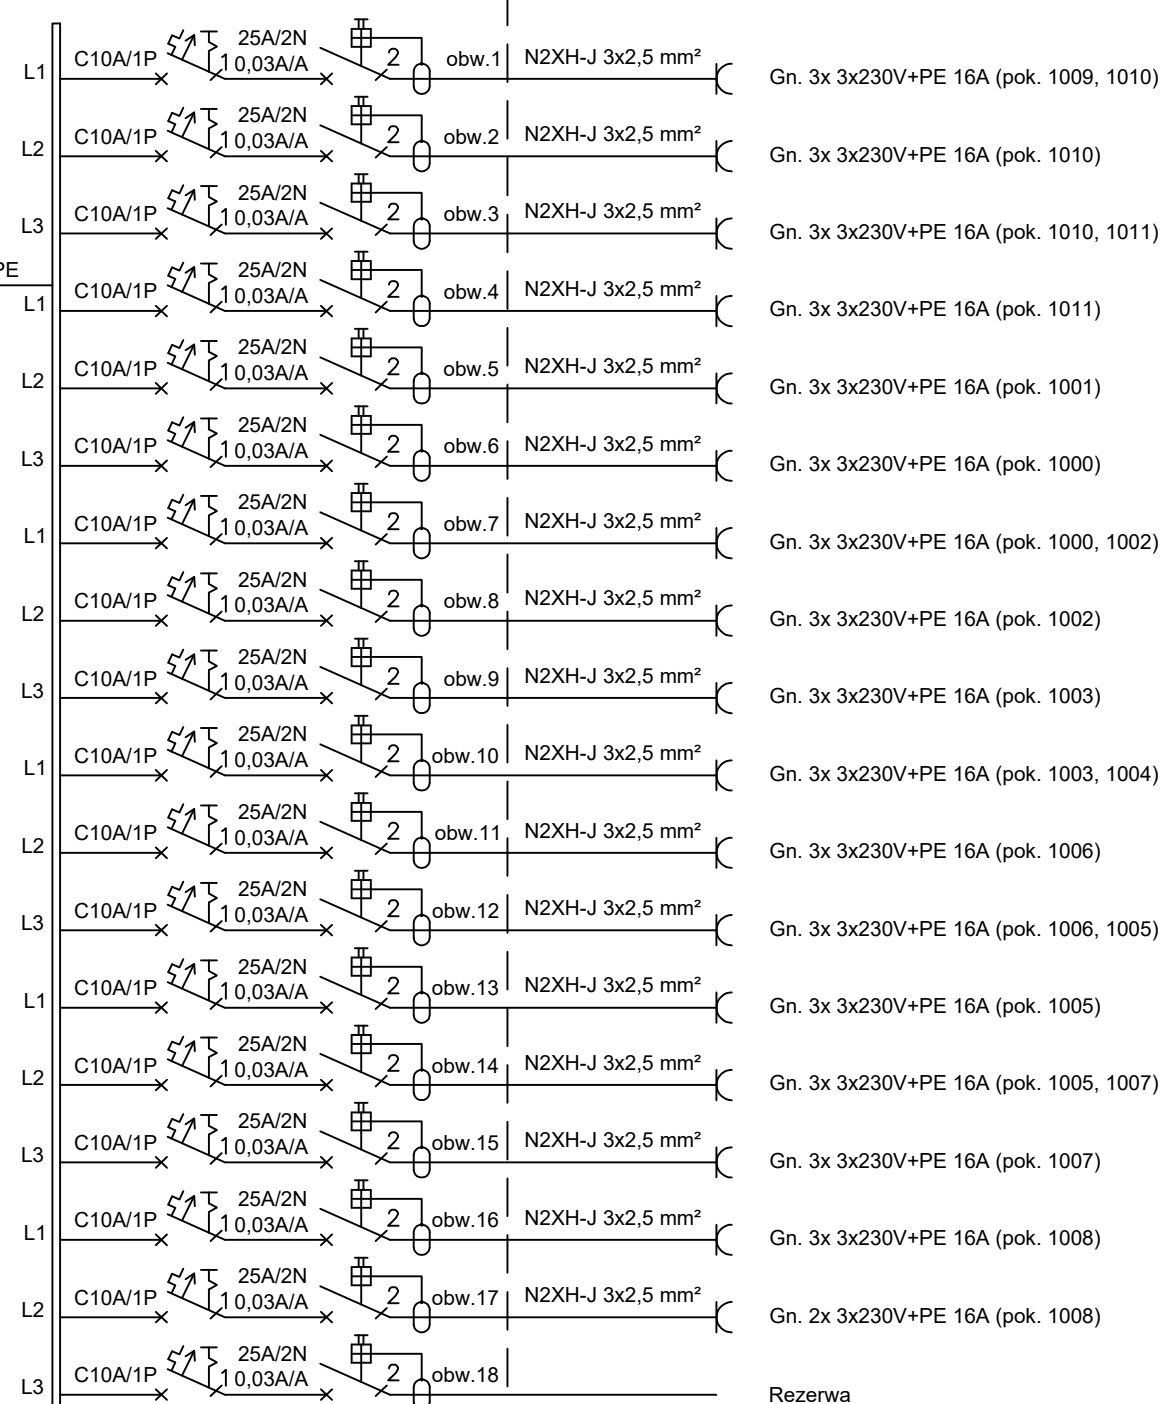 L1 C10A/1P 1 25A/2N 0,03A/A 2 obw.1 N2XH-J 3x2,5 mm² Gn. 3x 3x230V+PE 16A (pok. 1009, 1010)
L2 C10A/1P 1 25A/2N 0,03A/A 2 obw.2 N2XH-J 3x2,5 mm² Gn. 3x 3x230V+PE 16A (pok. 1010)
L3 C10A/1P 1 25A/2N 0,03A/A 2 obw.3 N2XH-J 3x2,5 mm² Gn. 3x 3x230V+PE 16A (pok. 1010, 1011)
PE
L1 C10A/1P 1 25A/2N 0,03A/A 2 obw.4 N2XH-J 3x2,5 mm² Gn. 3x 3x230V+PE 16A (pok. 1011)
L2 C10A/1P 1 25A/2N 0,03A/A 2 obw.5 N2XH-J 3x2,5 mm² Gn. 3x 3x230V+PE 16A (pok. 1001)
L3 C10A/1P 1 25A/2N 0,03A/A 2 obw.6 N2XH-J 3x2,5 mm² Gn. 3x 3x230V+PE 16A (pok. 1000)
L1 C10A/1P 1 25A/2N 0,03A/A 2 obw.7 N2XH-J 3x2,5 mm² Gn. 3x 3x230V+PE 16A (pok. 1000, 1002)
L2 C10A/1P 1 25A/2N 0,03A/A 2 obw.8 N2XH-J 3x2,5 mm² Gn. 3x 3x230V+PE 16A (pok. 1002)
L3 C10A/1P 1 25A/2N 0,03A/A 2 obw.9 N2XH-J 3x2,5 mm² Gn. 3x 3x230V+PE 16A (pok. 1003)
L1 C10A/1P 1 25A/2N 0,03A/A 2 obw.10 N2XH-J 3x2,5 mm² Gn. 3x 3x230V+PE 16A (pok. 1003, 1004)
L2 C10A/1P 1 25A/2N 0,03A/A 2 obw.11 N2XH-J 3x2,5 mm² Gn. 3x 3x230V+PE 16A (pok. 1006)
L3 C10A/1P 1 25A/2N 0,03A/A 2 obw.12 N2XH-J 3x2,5 mm² Gn. 3x 3x230V+PE 16A (pok. 1006, 1005)
L1 C10A/1P 1 25A/2N 0,03A/A 2 obw.13 N2XH-J 3x2,5 mm² Gn. 3x 3x230V+PE 16A (pok. 1005)
L2 C10A/1P 1 25A/2N 0,03A/A 2 obw.14 N2XH-J 3x2,5 mm² Gn. 3x 3x230V+PE 16A (pok. 1005, 1007)
L3 C10A/1P 1 25A/2N 0,03A/A 2 obw.15 N2XH-J 3x2,5 mm² Gn. 3x 3x230V+PE 16A (pok. 1007)
L1 C10A/1P 1 25A/2N 0,03A/A 2 obw.16 N2XH-J 3x2,5 mm² Gn. 3x 3x230V+PE 16A (pok. 1008)
L2 C10A/1P 1 25A/2N 0,03A/A 2 obw.17 N2XH-J 3x2,5 mm² Gn. 2x 3x230V+PE 16A (pok. 1008)
L3 C10A/1P 1 25A/2N 0,03A/A 2 obw.18 Rezerwa